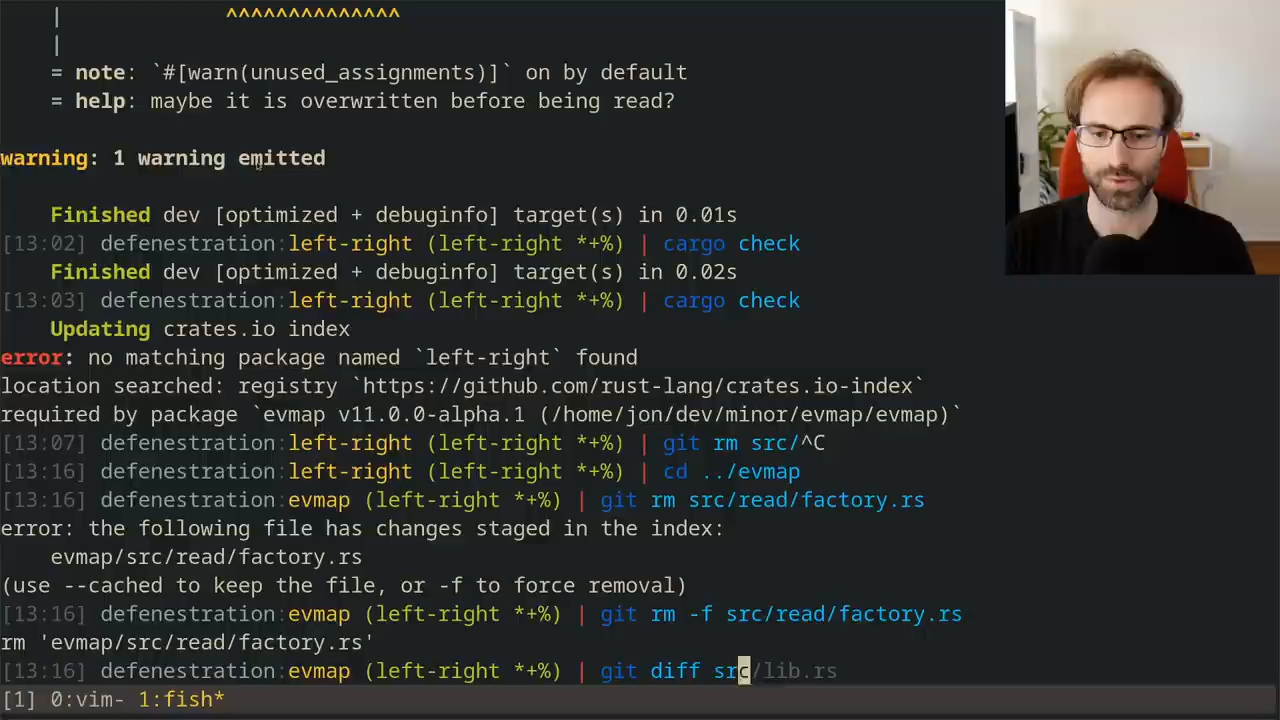 |             ^^^^^^^^^^^^^^
|
= note: `#[warn(unused_assignments)]` on by default
= help: maybe it is overwritten before being read?
warning: 1 warning emitted
Finished dev [optimized + debuginfo] target(s) in 0.01s
[13:02] defenestration:left-right (left-right *+%) | cargo check
Finished dev [optimized + debuginfo] target(s) in 0.02s
[13:03] defenestration:left-right (left-right *+%) | cargo check
Updating crates.io index
error: no matching package named `left-right` found
location searched: registry `https://github.com/rust-lang/crates.io-index`
required by package `evmap v11.0.0-alpha.1 (/home/jon/dev/minor/evmap/evmap)`
[13:07] defenestration:left-right (left-right *+%) | git rm src/^C
[13:16] defenestration:left-right (left-right *+%) | cd ../evmap
[13:16] defenestration:evmap (left-right *+%) | git rm src/read/factory.rs
error: the following file has changes staged in the index:
evmap/src/read/factory.rs
(use --cached to keep the file, or -f to force removal)
[13:16] defenestration:evmap (left-right *+%) | git rm -f src/read/factory.rs
rm 'evmap/src/read/factory.rs'
[13:16] defenestration:evmap (left-right *+%) | git diff src/lib.rs
[1] 0:vim- 1:fish*